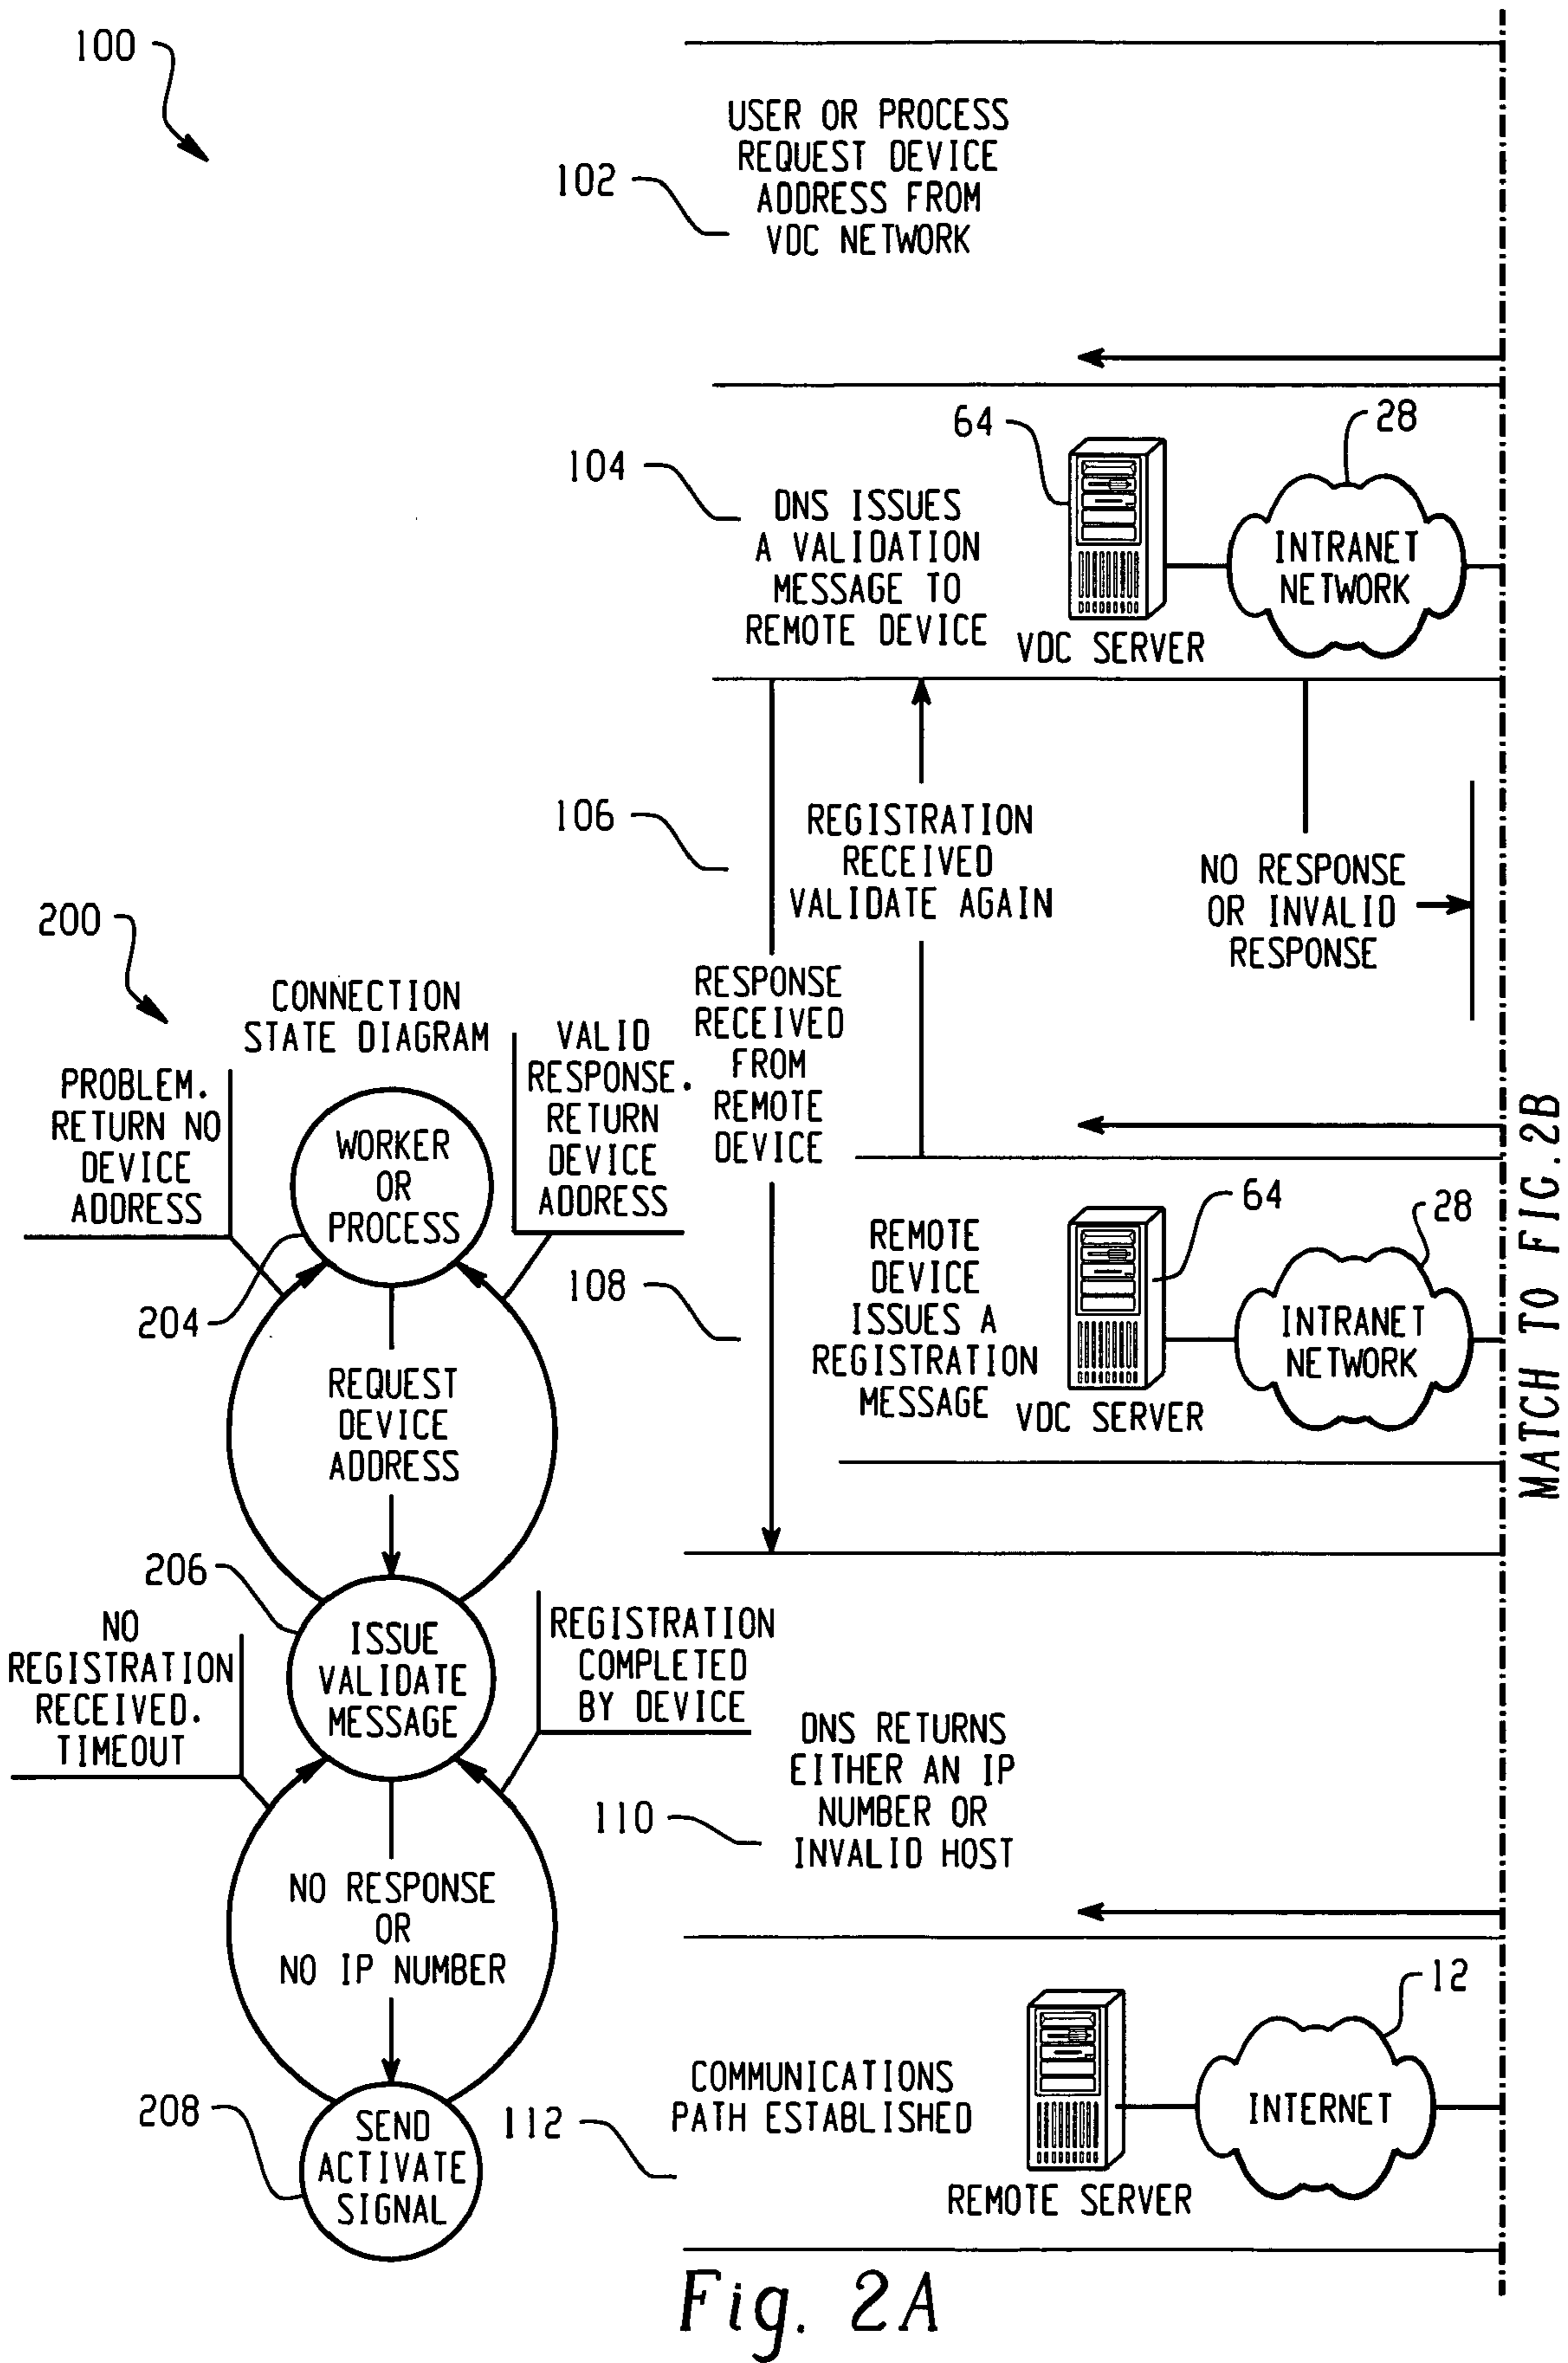 100
USER OR PROCESS
REQUEST DEVICE
ADDRESS FROM
VDC NETWORK
102
64
28
104
DNS ISSUES
A VALIDATION
MESSAGE TO
REMOTE DEVICE
VDC SERVER
INTRANET
NETWORK
106
REGISTRATION
RECEIVED
VALIDATE AGAIN
NO RESPONSE
OR INVALID
RESPONSE
RESPONSE
RECEIVED
FROM
REMOTE
DEVICE
200
CONNECTION
STATE DIAGRAM
PROBLEM.
RETURN NO
DEVICE
ADDRESS
VALID
RESPONSE.
RETURN
DEVICE
ADDRESS
WORKER
OR
PROCESS
204
REQUEST
DEVICE
ADDRESS
108
REMOTE
DEVICE
ISSUES A
REGISTRATION
MESSAGE
64
28
VDC SERVER
INTRANET
NETWORK
MATCH TO FIG. 2B
206
NO
REGISTRATION
RECEIVED.
TIMEOUT
ISSUE
VALIDATE
MESSAGE
REGISTRATION
COMPLETED
BY DEVICE
110
DNS RETURNS
EITHER AN IP
NUMBER OR
INVALID HOST
NO RESPONSE
OR
NO IP NUMBER
208
SEND
ACTIVATE
SIGNAL
112
COMMUNICATIONS
PATH ESTABLISHED
12
INTERNET
REMOTE SERVER
Fig. 2A